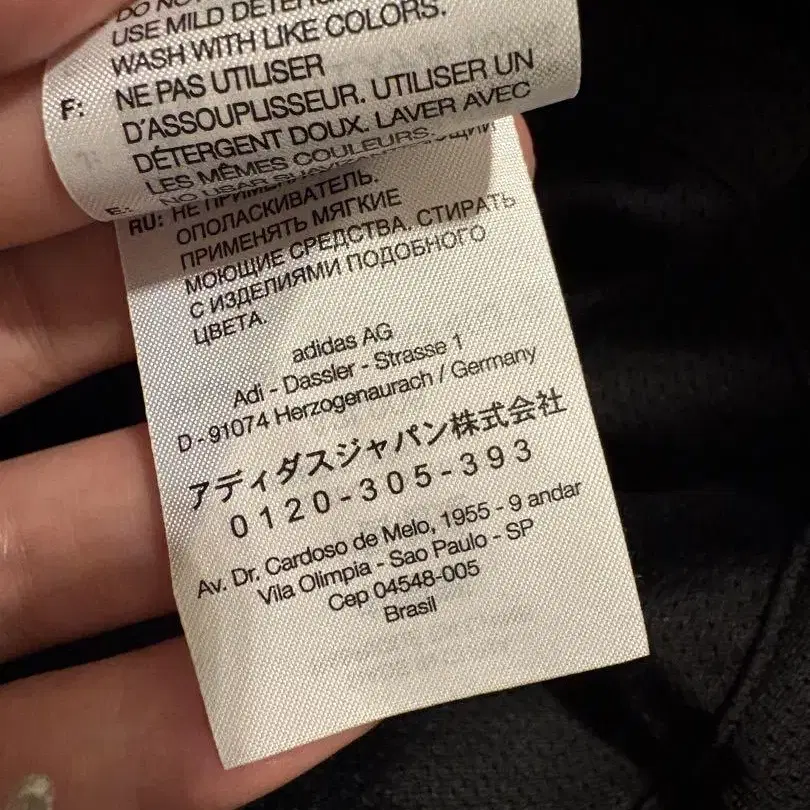 DO NO
USE MILD DETER
WASH WITH LIKE COLORS.
F: NE PAS UTILISER
D'ASSOUPLISSEUR. UTILISER UN
DÉTERGENT DOUX. LAVER AVEC
LES MÊMES COULEURS.
E: NO
RU: НЕ
ОПОЛАСКИВАТЕЛЬ.
ПРИМЕНЯТЬ МЯГКИЕ
МОЮЩИЕ СРЕДСТВА. СТИРАТЬ
С ИЗДЕЛИЯМИ ПОДОБНОГО
ЦВЕТА.
adidas AG
Adi - Dassler - Strasse 1
D - 91074 Herzogenaurach / Germany
アディダスジャパン株式会社
0120-305-393
Av. Dr. Cardoso de Melo, 1955 - 9 andar
Vila Olimpia - Sao Paulo - SP
Cep 04548-005
Brasil